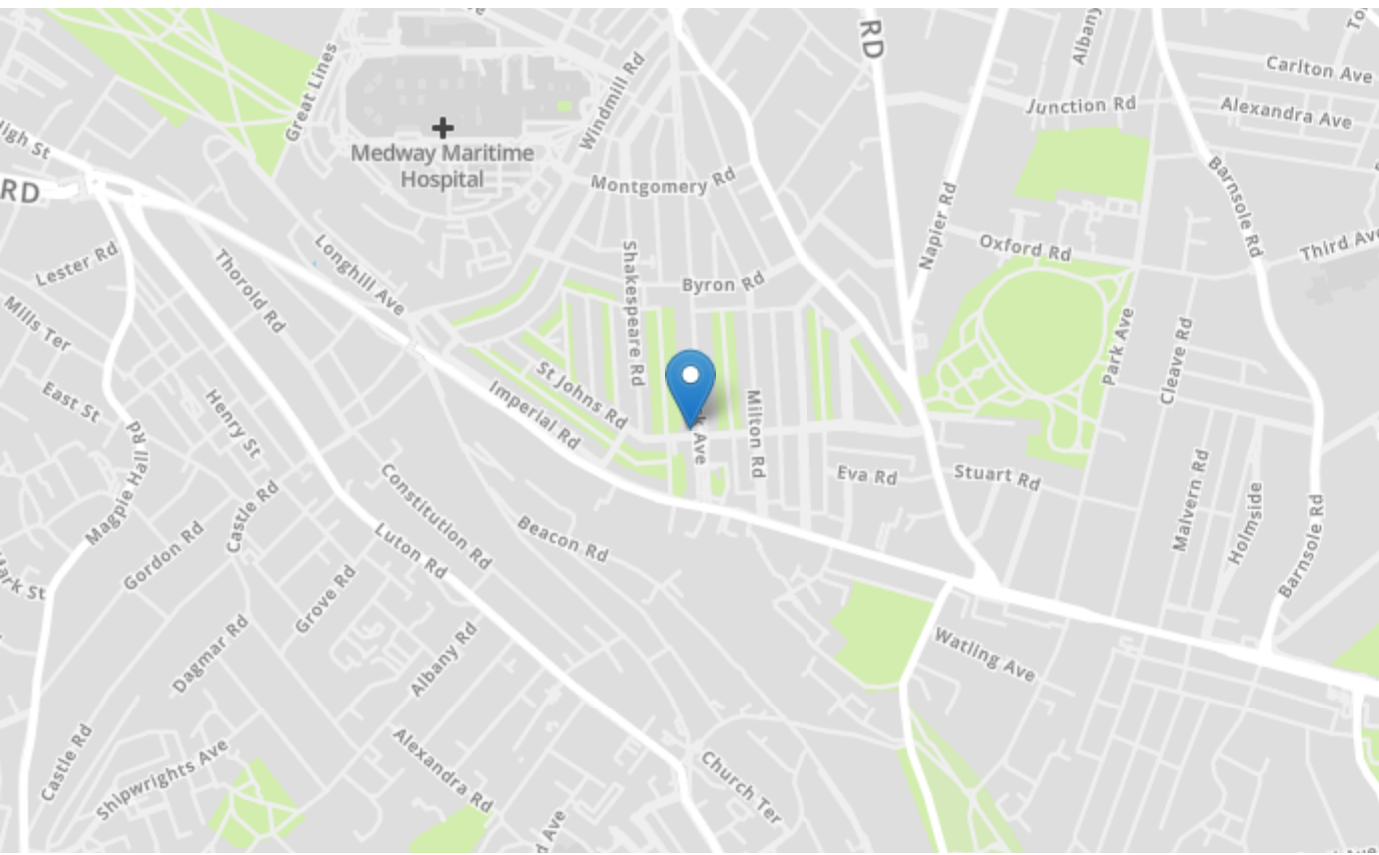 RD
Albany
Carlton Ave
Great Lines
Windmill Rd
Junction Rd
Alexandra Ave
High St
Medway Maritime
Hospital
Montgomery Rd
Barnsole Rd
RD
Napier Rd
Oxford Rd
Third Ave
Lester Rd
Longhill Ave
Thorold Rd
Shakespeare Rd
Byron Rd
Mills Ter
Park Ave
Cleave Rd
St Johns Rd
Imperial Rd
East St
Henry St
k Ave
Milton Rd
Magpie Hall Rd
Castle Rd
Constitution Rd
Eva Rd
Stuart Rd
Malvern Rd
Holmside
Barnsole Rd
Gordon Rd
Luton Rd
Beacon Rd
ark St
Grove Rd
Dagmar Rd
Albany Rd
Watling Ave
Castle Rd
Shipwrights Ave
Alexandra Rd
Church Ter
d Ave